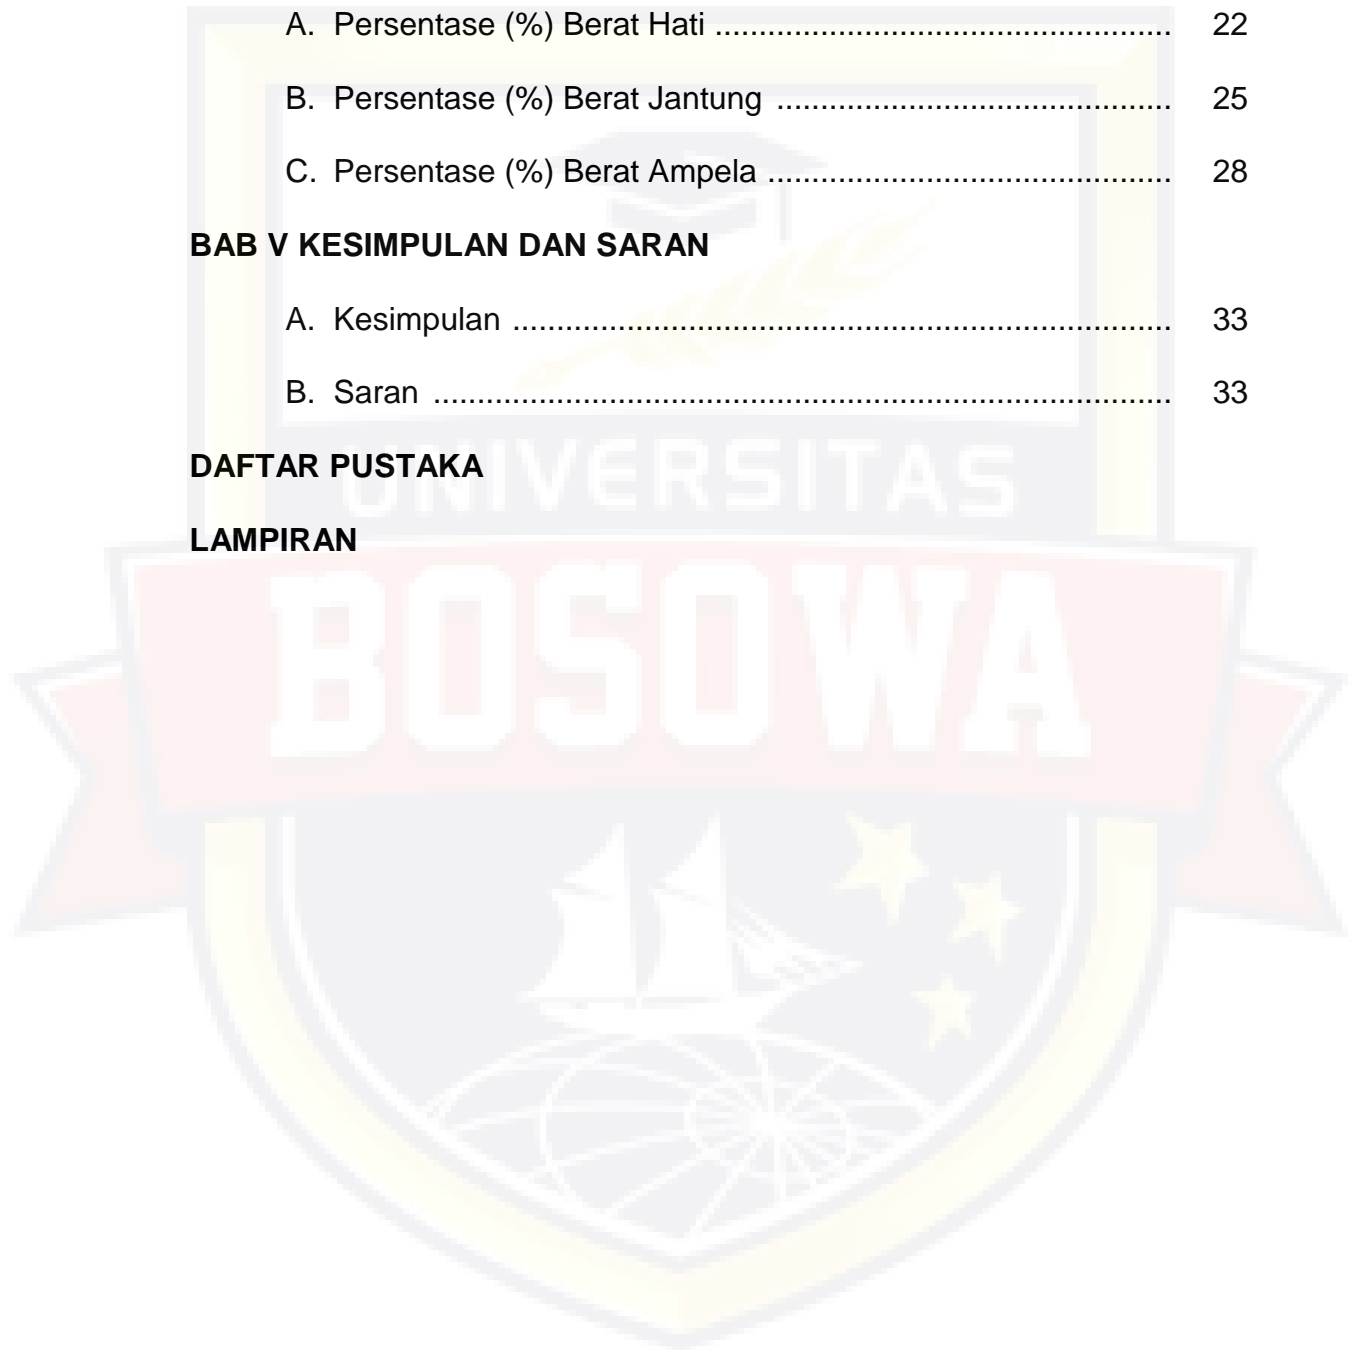 A. Persentase (%) Berat Hati ................................................... 22
B. Persentase (%) Berat Jantung ............................................ 25
C. Persentase (%) Berat Ampela ............................................. 28
BAB V KESIMPULAN DAN SARAN
A. Kesimpulan ......................................................................... 33
B. Saran .................................................................................. 33
DAFTAR PUSTAKA
UNIVERSITAS
LAMPIRAN
BOSOWA